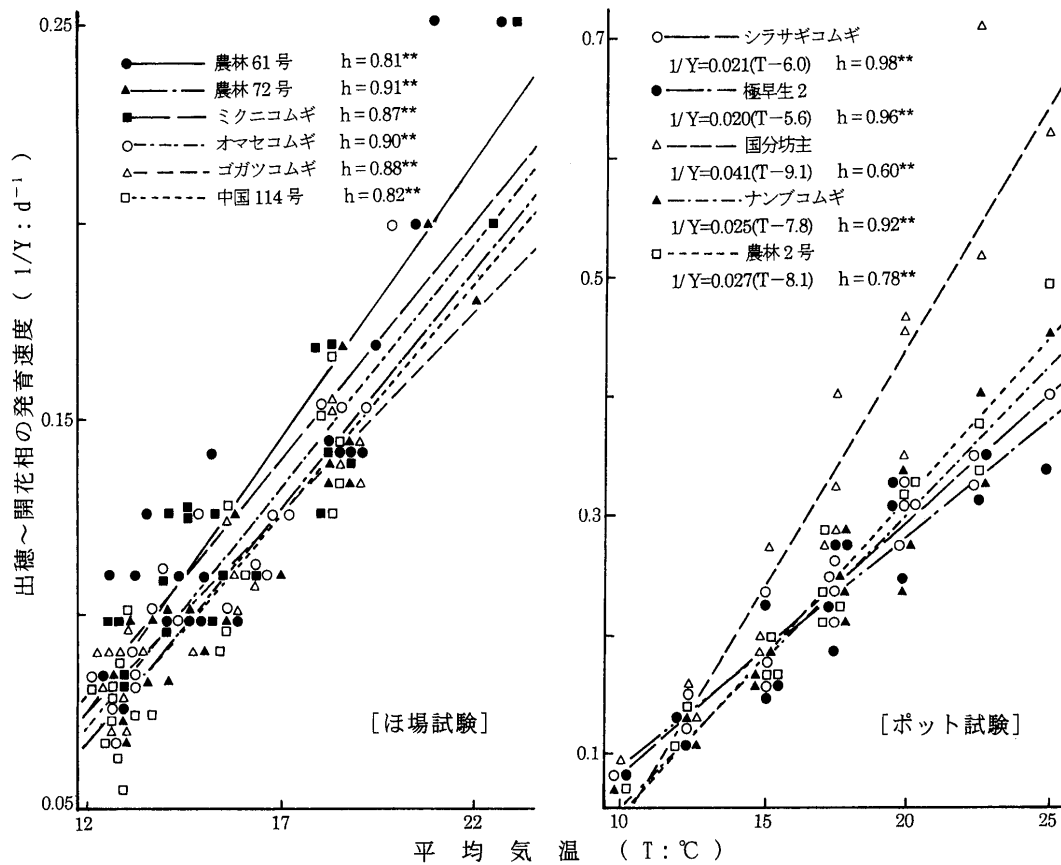 出穂～開花相の発育速度（1/Y：d⁻¹）
0.25
0.15
0.05
農林61号 h=0.81**
農林72号 h=0.91**
ミクニコムギ h=0.87**
オマセコムギ h=0.90**
ゴガツコムギ h=0.88**
中国114号 h=0.82**
［ほ場試験］
12 17 22
0.7
0.5
0.3
0.1
シラサギコムギ
1/Y=0.021(T−6.0) h=0.98**
極早生2
1/Y=0.020(T−5.6) h=0.96**
国分坊主
1/Y=0.041(T−9.1) h=0.60**
ナンブコムギ
1/Y=0.025(T−7.8) h=0.92**
農林2号
1/Y=0.027(T−8.1) h=0.78**
［ポット試験］
10 15 20 25
平均気温（T：℃）